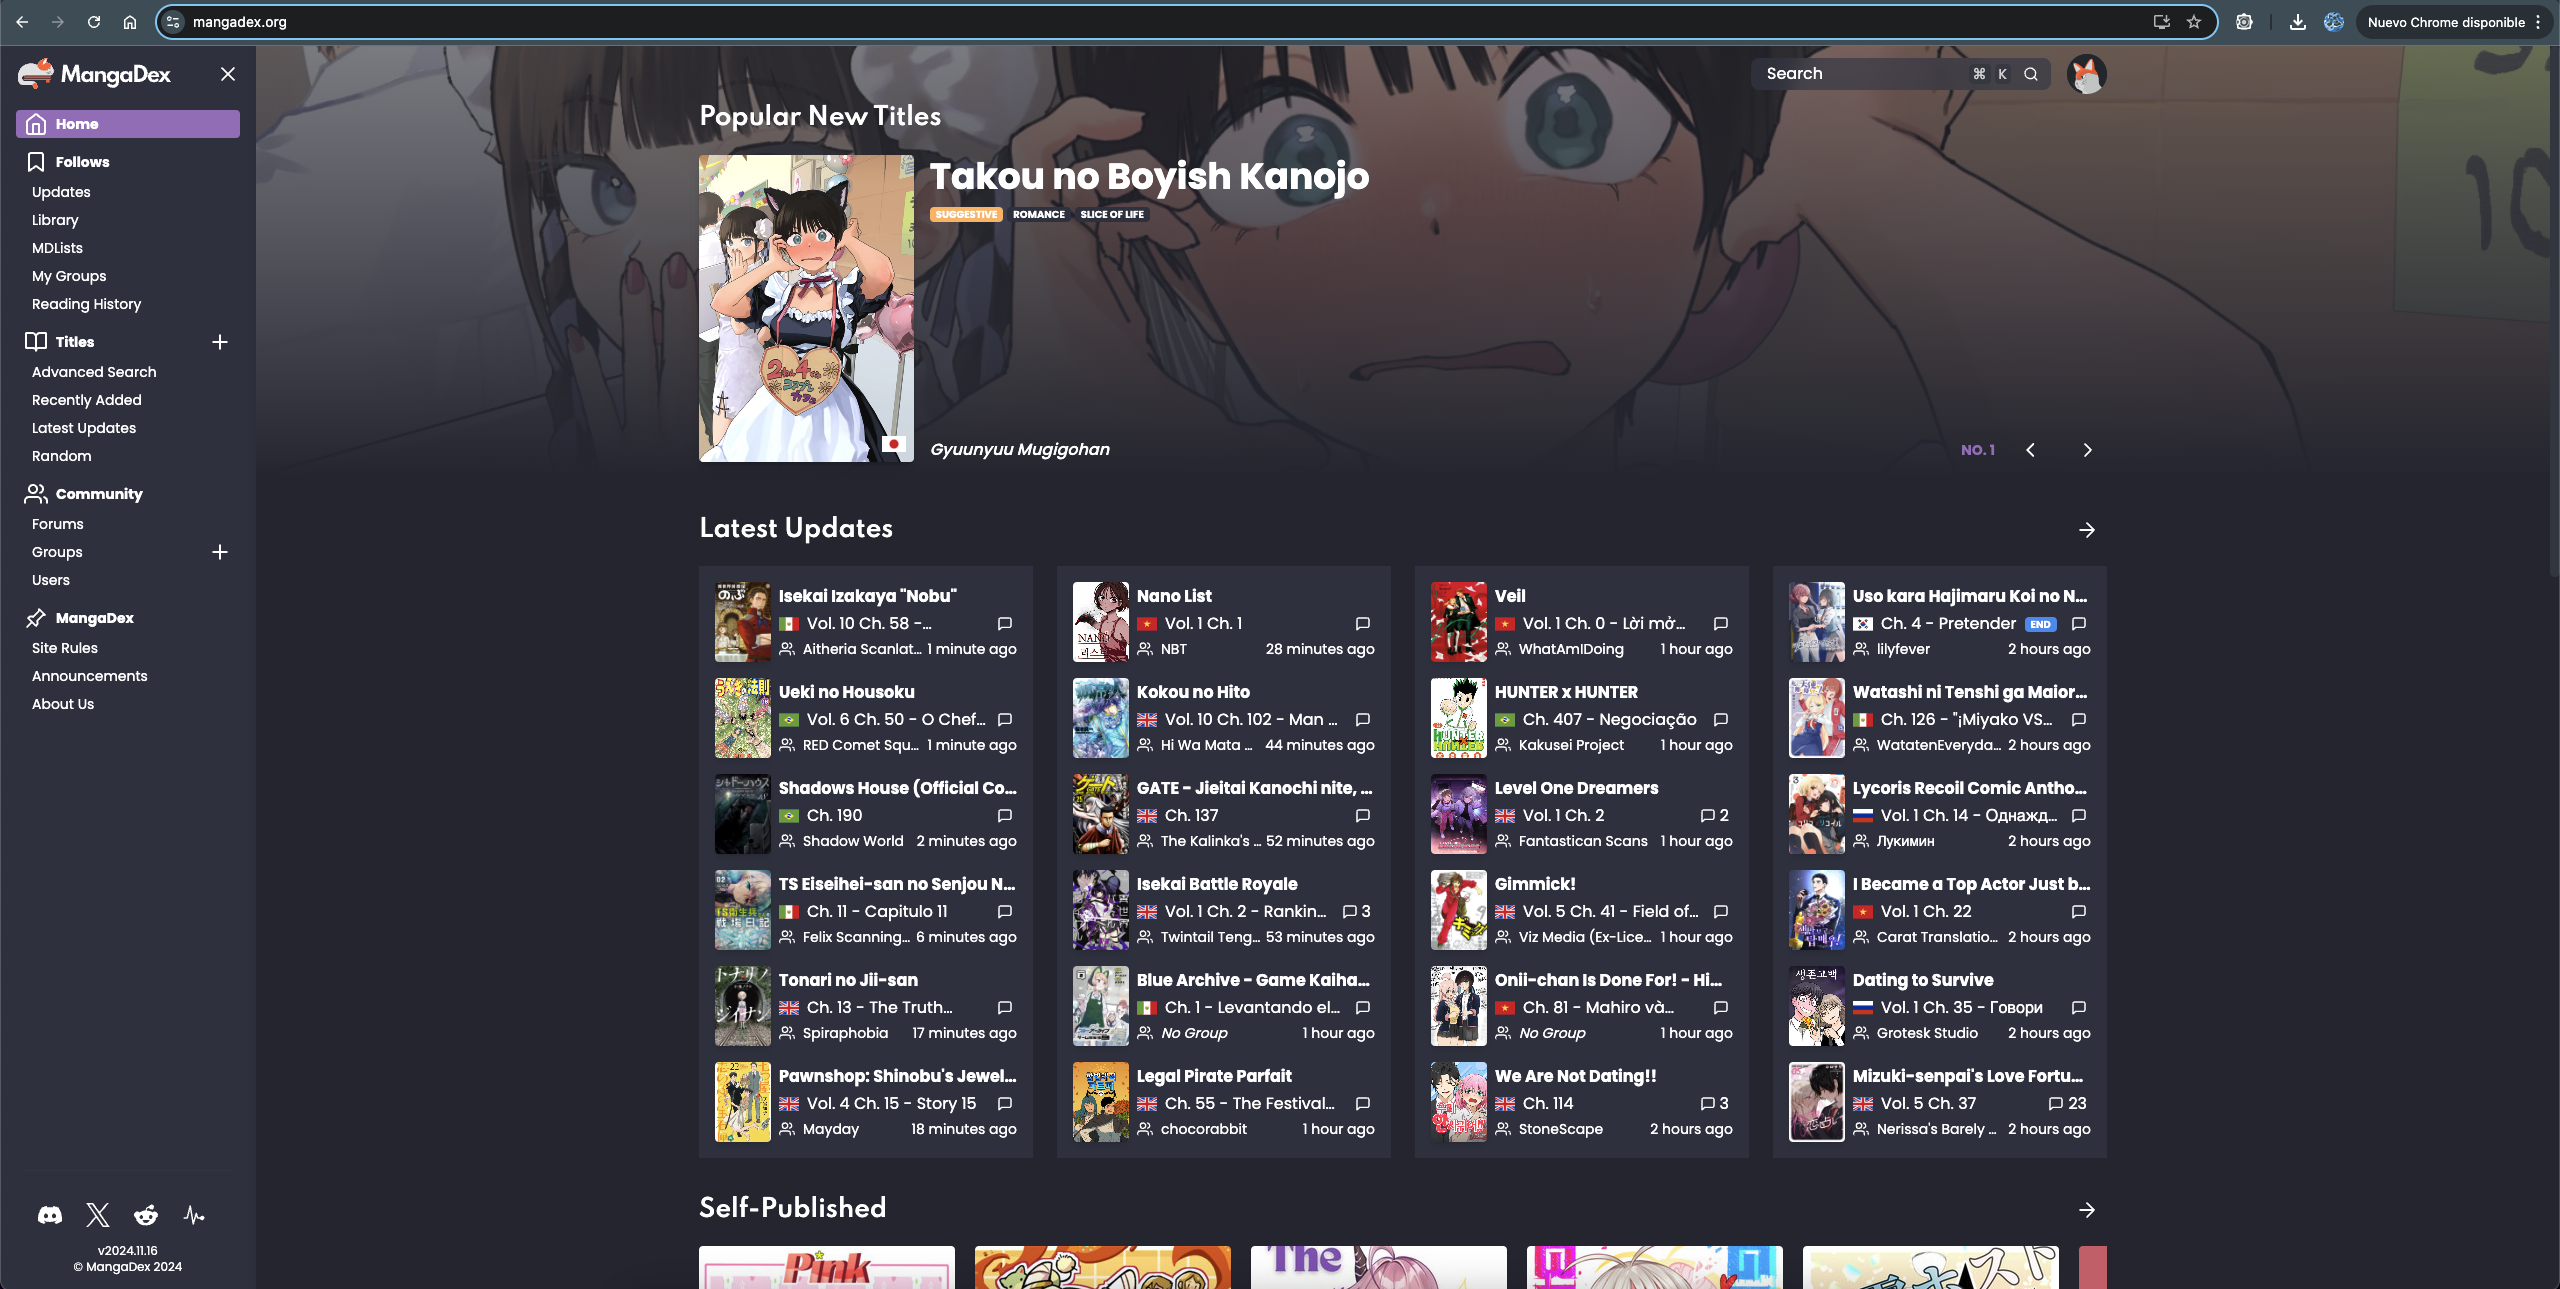 mangadex.org
Nuevo Chrome disponible
MangaDex
Search
⌘ K
Home
Follows
Updates
Library
MDLists
My Groups
Reading History
Titles
Advanced Search
Recently Added
Latest Updates
Random
Community
Forums
Groups
Users
MangaDex
Site Rules
Announcements
About Us
v2024.11.16
© MangaDex 2024
Popular New Titles
Takou no Boyish Kanojo
SUGGESTIVE ROMANCE SLICE OF LIFE
Gyuunyuu Mugigohan
NO. 1
Latest Updates
Isekai Izakaya "Nobu"
Vol. 10 Ch. 58 -...
Aitheria Scanlat... 1 minute ago
Ueki no Housoku
Vol. 6 Ch. 50 - O Chef...
RED Comet Squ... 1 minute ago
Shadows House (Official Co...
Ch. 190
Shadow World 2 minutes ago
TS Eiseihei-san no Senjou N...
Ch. 11 - Capitulo 11
Felix Scanning... 6 minutes ago
Tonari no Jii-san
Ch. 13 - The Truth...
Spiraphobia 17 minutes ago
Pawnshop: Shinobu's Jewel...
Vol. 4 Ch. 15 - Story 15
Mayday 18 minutes ago
Nano List
Vol. 1 Ch. 1
NBT 28 minutes ago
Kokou no Hito
Vol. 10 Ch. 102 - Man ...
Hi Wa Mata ... 44 minutes ago
GATE - Jieitai Kanochi nite, ...
Ch. 137
The Kalinka's ... 52 minutes ago
Isekai Battle Royale
Vol. 1 Ch. 2 - Rankin... 3
Twintail Teng... 53 minutes ago
Blue Archive - Game Kaiha...
Ch. 1 - Levantando el...
No Group 1 hour ago
Legal Pirate Parfait
Ch. 55 - The Festival...
chocorabbit 1 hour ago
Veil
Vol. 1 Ch. 0 - Lời mở...
WhatAmIDoing 1 hour ago
HUNTER x HUNTER
Ch. 407 - Negociação
Kakusei Project 1 hour ago
Level One Dreamers
Vol. 1 Ch. 2 2
Fantastican Scans 1 hour ago
Gimmick!
Vol. 5 Ch. 41 - Field of...
Viz Media (Ex-Lice... 1 hour ago
Onii-chan Is Done For! - Hi...
Ch. 81 - Mahiro và...
No Group 1 hour ago
We Are Not Dating!!
Ch. 114 3
StoneScape 2 hours ago
Uso kara Hajimaru Koi no N...
Ch. 4 - Pretender END
lilyfever 2 hours ago
Watashi ni Tenshi ga Maior...
Ch. 126 - "¡Miyako VS...
WatatenEveryda... 2 hours ago
Lycoris Recoil Comic Antho...
Vol. 1 Ch. 14 - Однажд...
Лукимин 2 hours ago
I Became a Top Actor Just b...
Vol. 1 Ch. 22
Carat Translatio... 2 hours ago
Dating to Survive
Vol. 1 Ch. 35 - Говори
Grotesk Studio 2 hours ago
Mizuki-senpai's Love Fortu...
Vol. 5 Ch. 37 23
Nerissa's Barely ... 2 hours ago
Self-Published
Pink
The